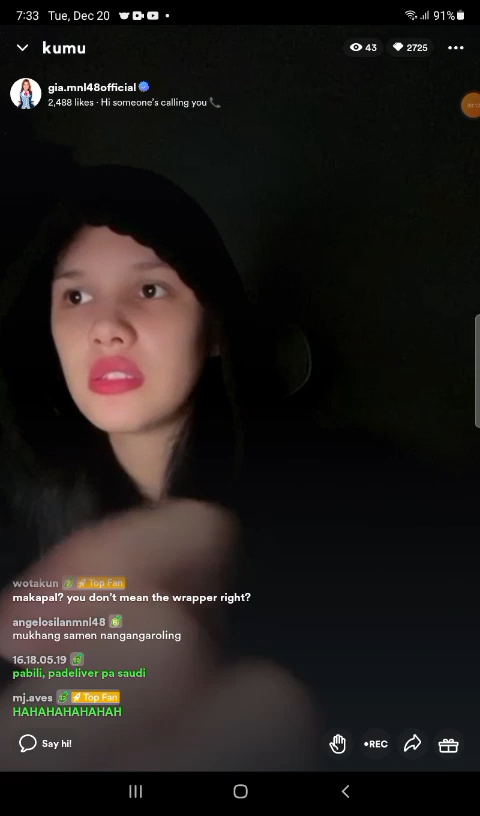 7:33 Tue, Dec 20 • 91%
kumu 43 2725
gia.mnl48official
2,488 likes · Hi someone's calling you 📞
wotakun Top Fan
makapal? you don't mean the wrapper right?
angelosilanmnl48 6
mukhang samen nangangaroling
16.18.05.19
pabili, padeliver pa saudi
mj.aves Top Fan
HAHAHAHAHAHAH
Say hi! •REC